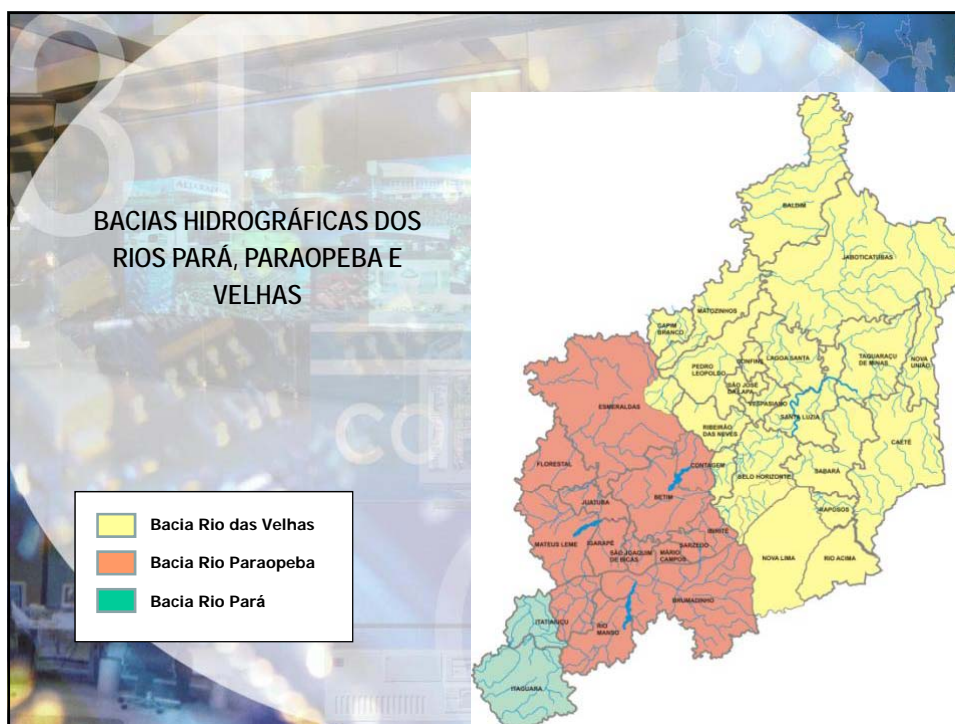 BACIAS HIDROGRÁFICAS DOS
RIOS PARÁ, PARAOPEBA E
VELHAS
Bacia Rio das Velhas
Bacia Rio Paraopeba
Bacia Rio Pará
BALDIM
JABOTICATUBAS
MATOZINHOS
CAPIM
BRANCO
PEDRO
LEOPOLDO
CONFINS
LAGOA SANTA
TAQUARAÇU
DE MINAS
NOVA
UNIÃO
SÃO JOSÉ
DA LAPA
VESPASIANO
SANTA LUZIA
ESMERALDAS
RIBEIRÃO
DAS NEVES
CAETÉ
FLORESTAL
CONTAGEM
BELO HORIZONTE
SABARÁ
JUATUBA
BETIM
RAPOSOS
MATEUS LEME
IGARAPÉ
SÃO JOAQUIM
DE BICAS
MÁRIO
CAMPOS
SARZEDO
IBIRITÉ
NOVA LIMA
RIO ACIMA
BRUMADINHO
ITATIAIUÇU
RIO
MANSO
ITAGUARA